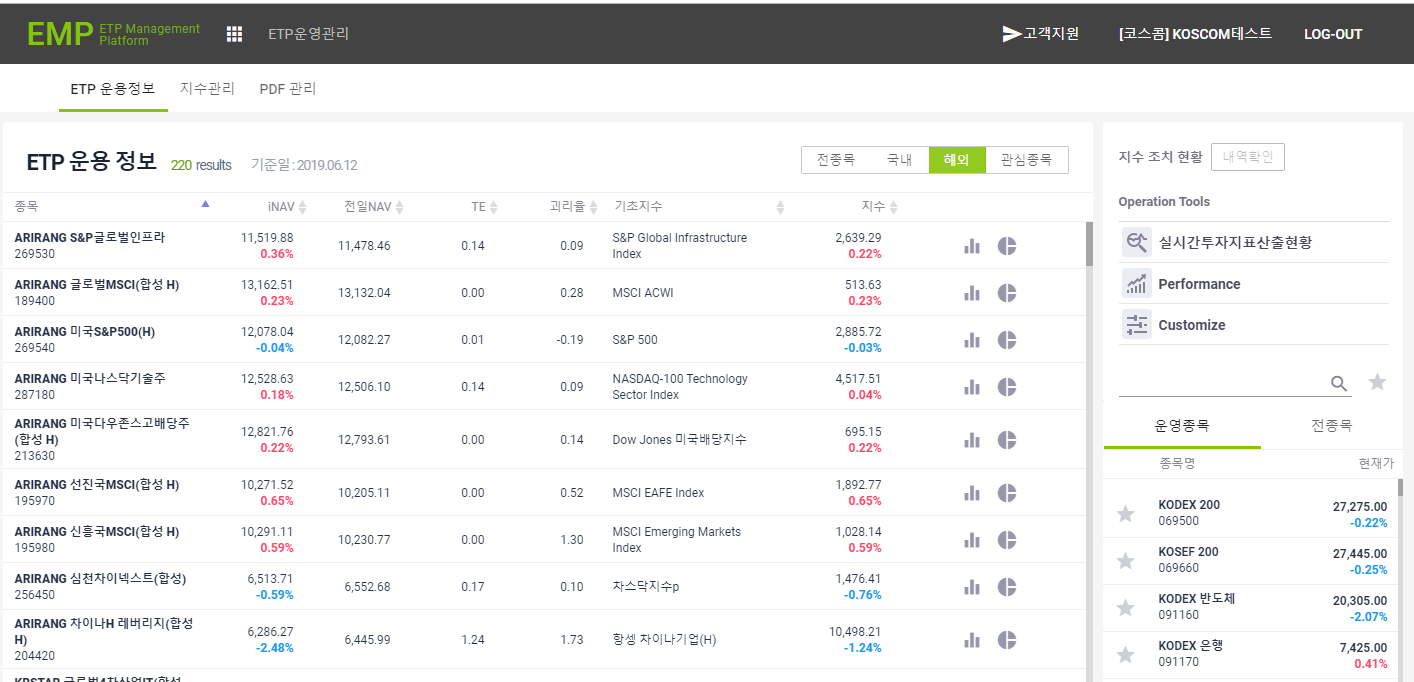 EMP ETP Management
Platform
ETP운영관리
고객지원
[코스콤] KOSCOM테스트
LOG-OUT
ETP 운용정보
지수관리
PDF 관리
ETP 운용 정보
220 results
기준일 : 2019.06.12
전종목
국내
해외
관심종목
종목
iNAV
전일NAV
TE
괴리율
기초지수
지수
ARIRANG S&P글로벌인프라
269530
11,519.88
0.36%
11,478.46
0.14
0.09
S&P Global Infrastructure
Index
2,639.29
0.22%
ARIRANG 글로벌MSCI(합성 H)
189400
13,162.51
0.23%
13,132.04
0.00
0.28
MSCI ACWI
513.63
0.23%
ARIRANG 미국S&P500(H)
269540
12,078.04
-0.04%
12,082.27
0.01
-0.19
S&P 500
2,885.72
-0.03%
ARIRANG 미국나스닥기술주
287180
12,528.63
0.18%
12,506.10
0.14
0.09
NASDAQ-100 Technology
Sector Index
4,517.51
0.04%
ARIRANG 미국다우존스고배당주
(합성 H)
213630
12,821.76
0.22%
12,793.61
0.00
0.14
Dow Jones 미국배당지수
695.15
0.22%
ARIRANG 선진국MSCI(합성 H)
195970
10,271.52
0.65%
10,205.11
0.00
0.52
MSCI EAFE Index
1,892.77
0.65%
ARIRANG 신흥국MSCI(합성 H)
195980
10,291.11
0.59%
10,230.77
0.00
1.30
MSCI Emerging Markets
Index
1,028.14
0.59%
ARIRANG 심천차이넥스트(합성)
256450
6,513.71
-0.59%
6,552.68
0.17
0.10
차스닥지수p
1,476.41
-0.76%
ARIRANG 차이나H 레버리지(합성
H)
204420
6,286.27
-2.48%
6,445.99
1.24
1.73
항셍 차이나기업(H)
10,498.21
-1.24%
KBSTAR 글로벌4차산업IT(합성
지수 조치 현황
내역확인
Operation Tools
실시간투자지표산출현황
Performance
Customize
운영종목
전종목
종목명
현재가
KODEX 200
069500
27,275.00
-0.22%
KOSEF 200
069660
27,445.00
-0.25%
KODEX 반도체
091160
20,305.00
-2.07%
KODEX 은행
091170
7,425.00
0.41%